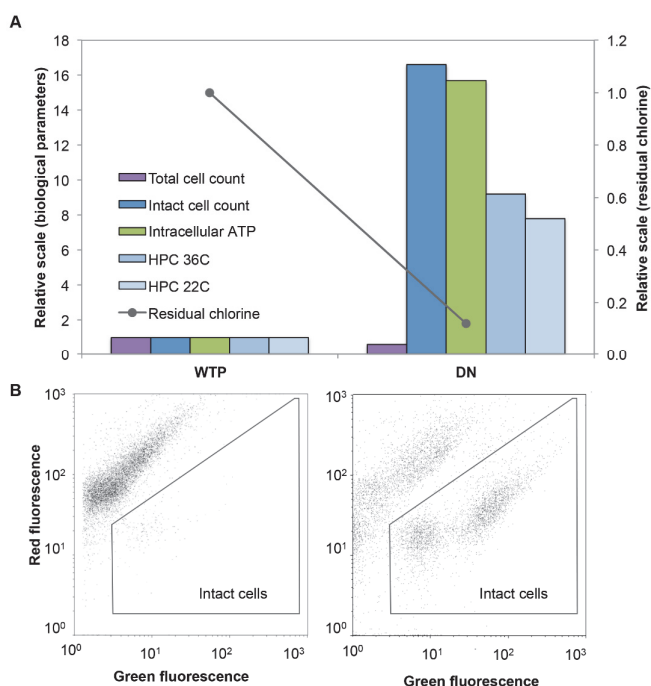 A
Relative scale (biological parameters)
18
16
14
12
10
8
6
4
2
0
Total cell count
Intact cell count
Intracellular ATP
HPC 36C
HPC 22C
Residual chlorine
1.2
1.0
0.8
0.6
0.4
0.2
0.0
Relative scale (residual chlorine)
WTP
DN
B
Red fluorescence
10³
10²
10¹
10⁰
Intact cells
10⁰
10¹
10²
10³
Green fluorescence
10³
10²
10¹
10⁰
Intact cells
10⁰
10¹
10²
10³
Green fluorescence